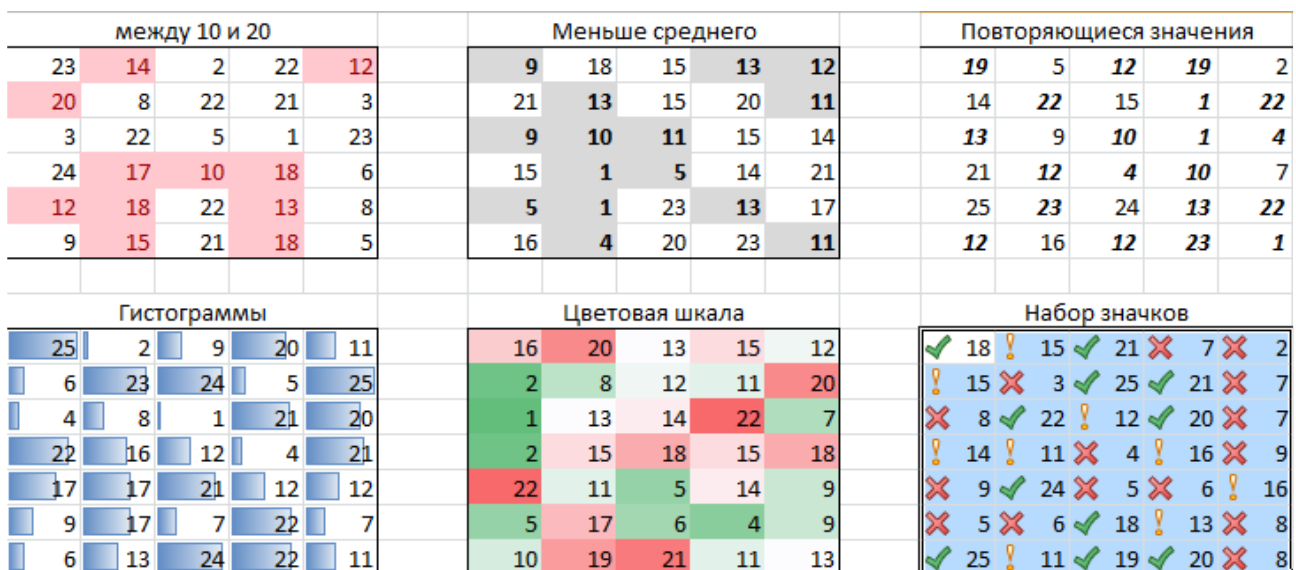 между 10 и 20 Меньше среднего Повторяющиеся значения
23 14 2 22 12 9 18 15 13 12 19 5 12 19 2
20 8 22 21 3 21 13 15 20 11 14 22 15 1 22
3 22 5 1 23 9 10 11 15 14 13 9 10 1 4
24 17 10 18 6 15 1 5 14 21 21 12 4 10 7
12 18 22 13 8 5 1 23 13 17 25 23 24 13 22
9 15 21 18 5 16 4 20 23 11 12 16 12 23 1
Гистограммы Цветовая шкала Набор значков
25 2 9 20 11 16 20 13 15 12 18 15 21 7 2
6 23 24 5 25 2 8 12 11 20 15 3 25 21 7
4 8 1 21 20 1 13 14 22 7 8 22 12 20 7
22 16 12 4 21 2 15 18 15 18 14 11 4 16 9
17 17 21 12 12 22 11 5 14 9 9 24 5 6 16
9 17 7 22 7 5 17 6 4 9 5 6 18 13 8
6 13 24 22 11 10 19 21 11 13 25 11 19 20 8